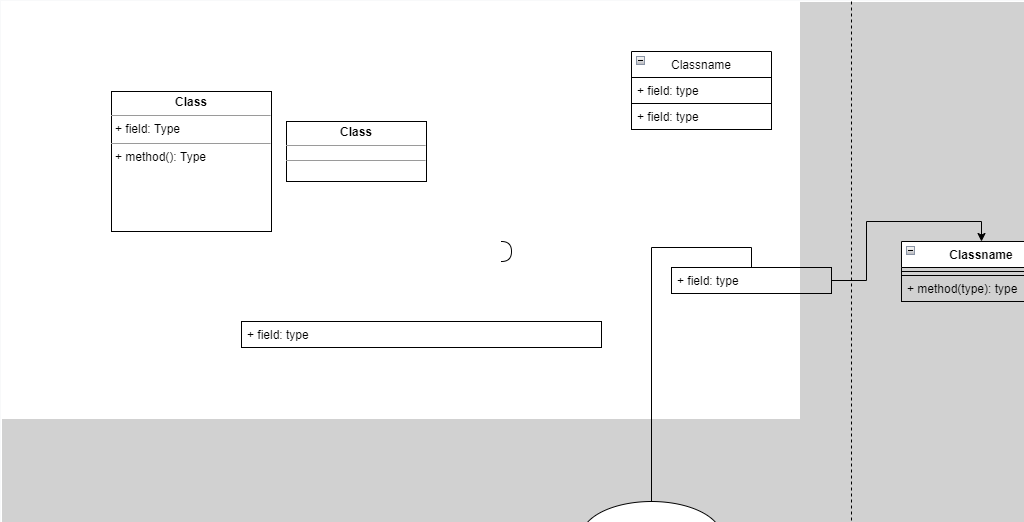 Class
+ field: Type
+ method(): Type
Class
Classname
+ field: type
+ field: type
+ field: type
Classname
+ method(type): type
+ field: type